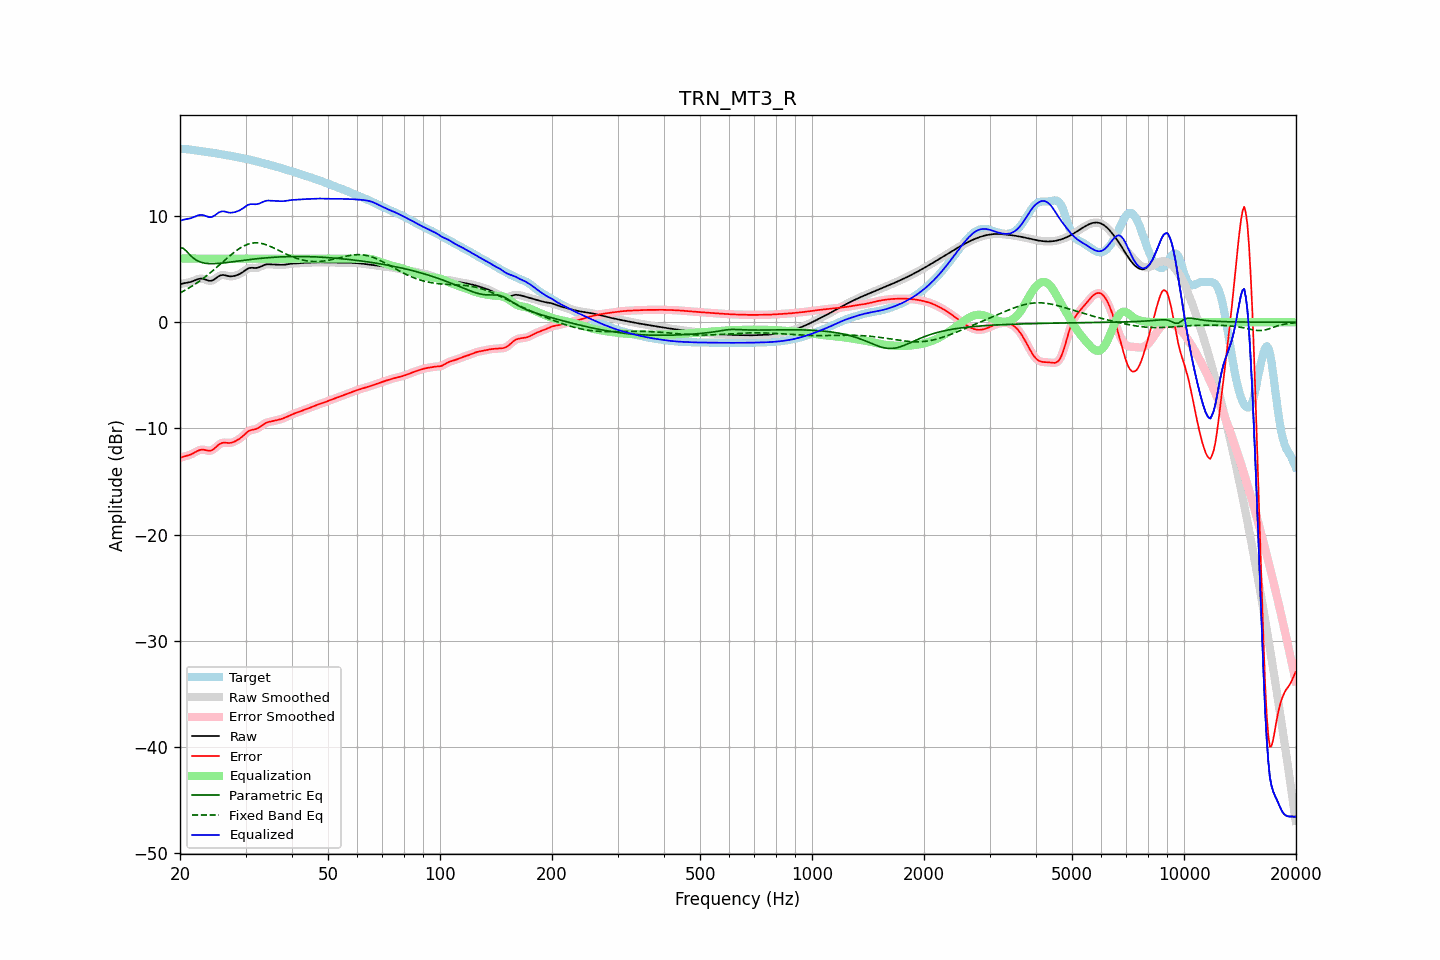 TRN_MT3_R
Amplitude (dBr)
10
0
−10
−20
−30
−40
−50
Target
Raw Smoothed
Error Smoothed
Raw
Error
Equalization
Parametric Eq
Fixed Band Eq
Equalized
20 50 100 200 500 1000 2000 5000 10000 20000
Frequency (Hz)